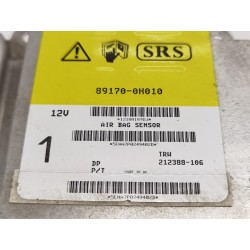 SRS
89170-0H010
12V
AIR BAG SENSOR
1
TRW
DP
212388-106
P/T